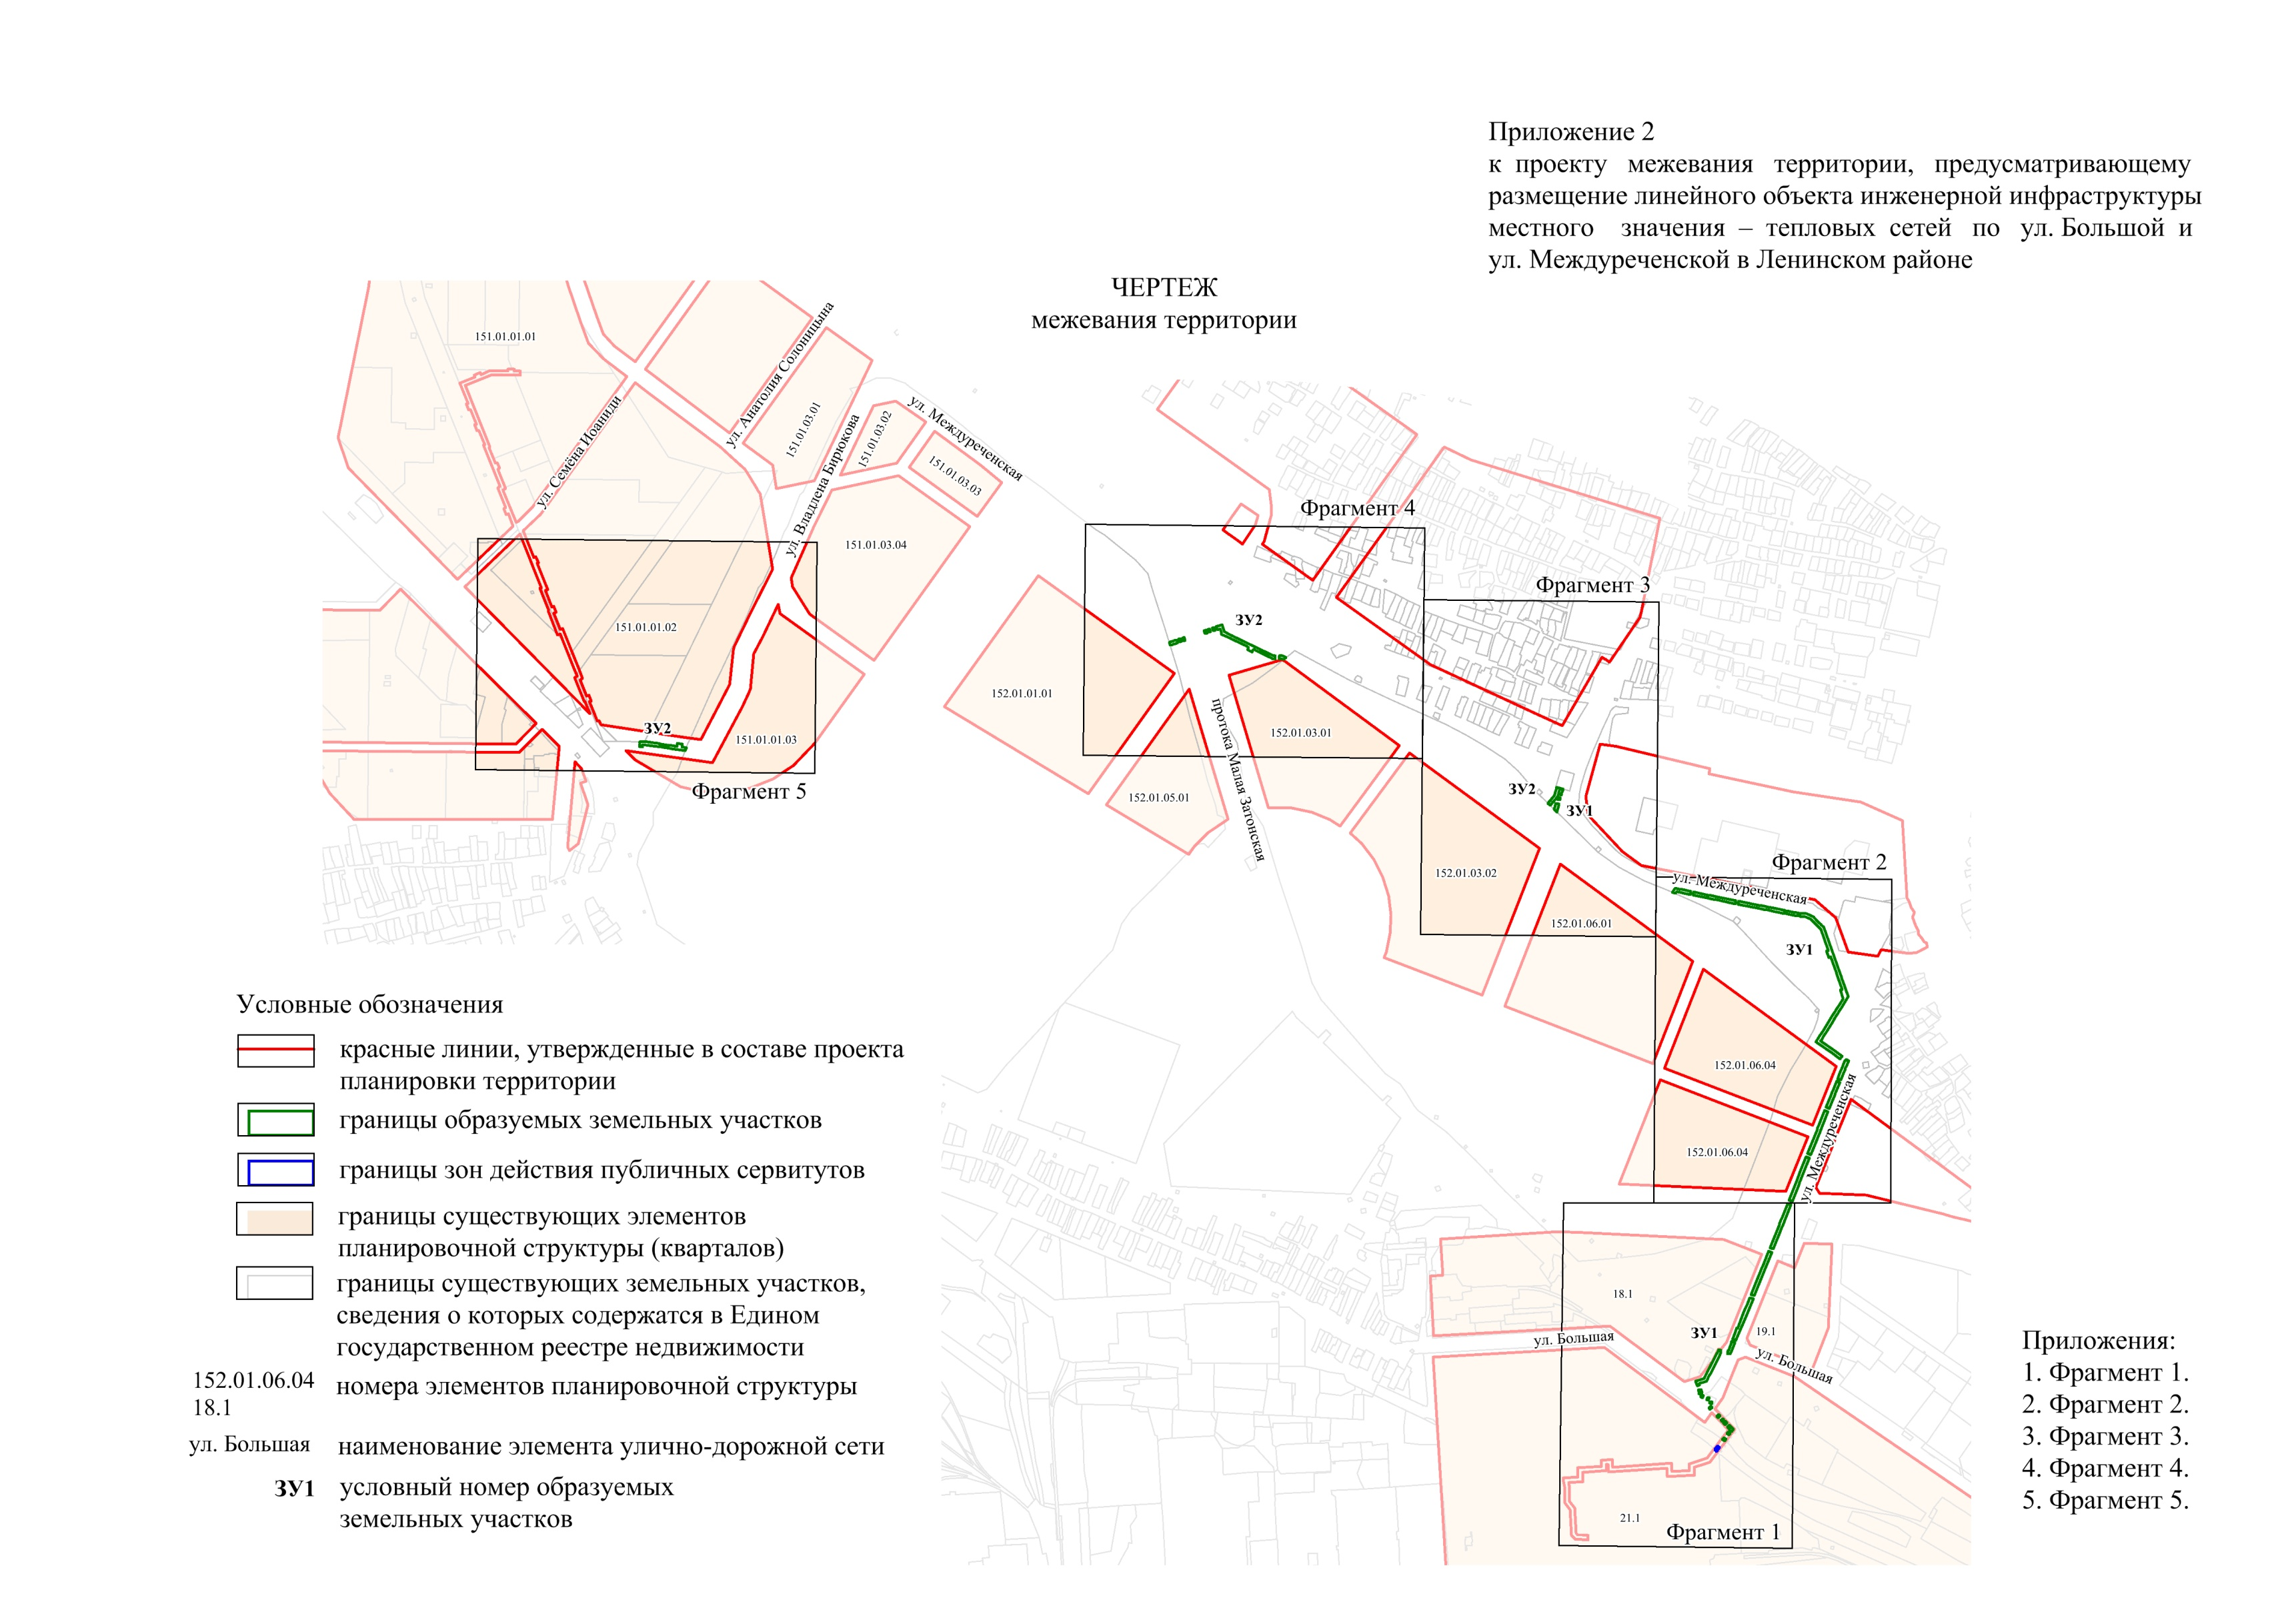 Приложение 2
к проекту межевания территории, предусматривающему
размещение линейного объекта инженерной инфраструктуры
местного значения – тепловых сетей по ул. Большой и
ул. Междуреченской в Ленинском районе
ЧЕРТЕЖ
межевания территории
151.01.01.01
ул. Семёна Иоаниди
ул. Анатолия Солоницына
151.01.03.01
ул. Владлена Бирюкова
151.01.03.02
ул. Междуреченская
151.01.03.03
151.01.03.04
151.01.01.02
ЗУ2
151.01.01.03
Фрагмент 5
Фрагмент 4
ЗУ2
152.01.01.01
протока Малая Затонская
152.01.03.01
152.01.05.01
Фрагмент 3
ЗУ2
ЗУ1
152.01.03.02
152.01.06.01
Фрагмент 2
ул. Междуреченская
ЗУ1
152.01.06.04
152.01.06.04
ул. Междуреченская
18.1
ул. Большая
ЗУ1
19.1
ул. Большая
21.1
Фрагмент 1
Условные обозначения
красные линии, утвержденные в составе проекта
планировки территории
границы образуемых земельных участков
границы зон действия публичных сервитутов
границы существующих элементов
планировочной структуры (кварталов)
границы существующих земельных участков,
сведения о которых содержатся в Едином
государственном реестре недвижимости
152.01.06.04
18.1
номера элементов планировочной структуры
ул. Большая наименование элемента улично-дорожной сети
ЗУ1 условный номер образуемых
земельных участков
Приложения:
1. Фрагмент 1.
2. Фрагмент 2.
3. Фрагмент 3.
4. Фрагмент 4.
5. Фрагмент 5.